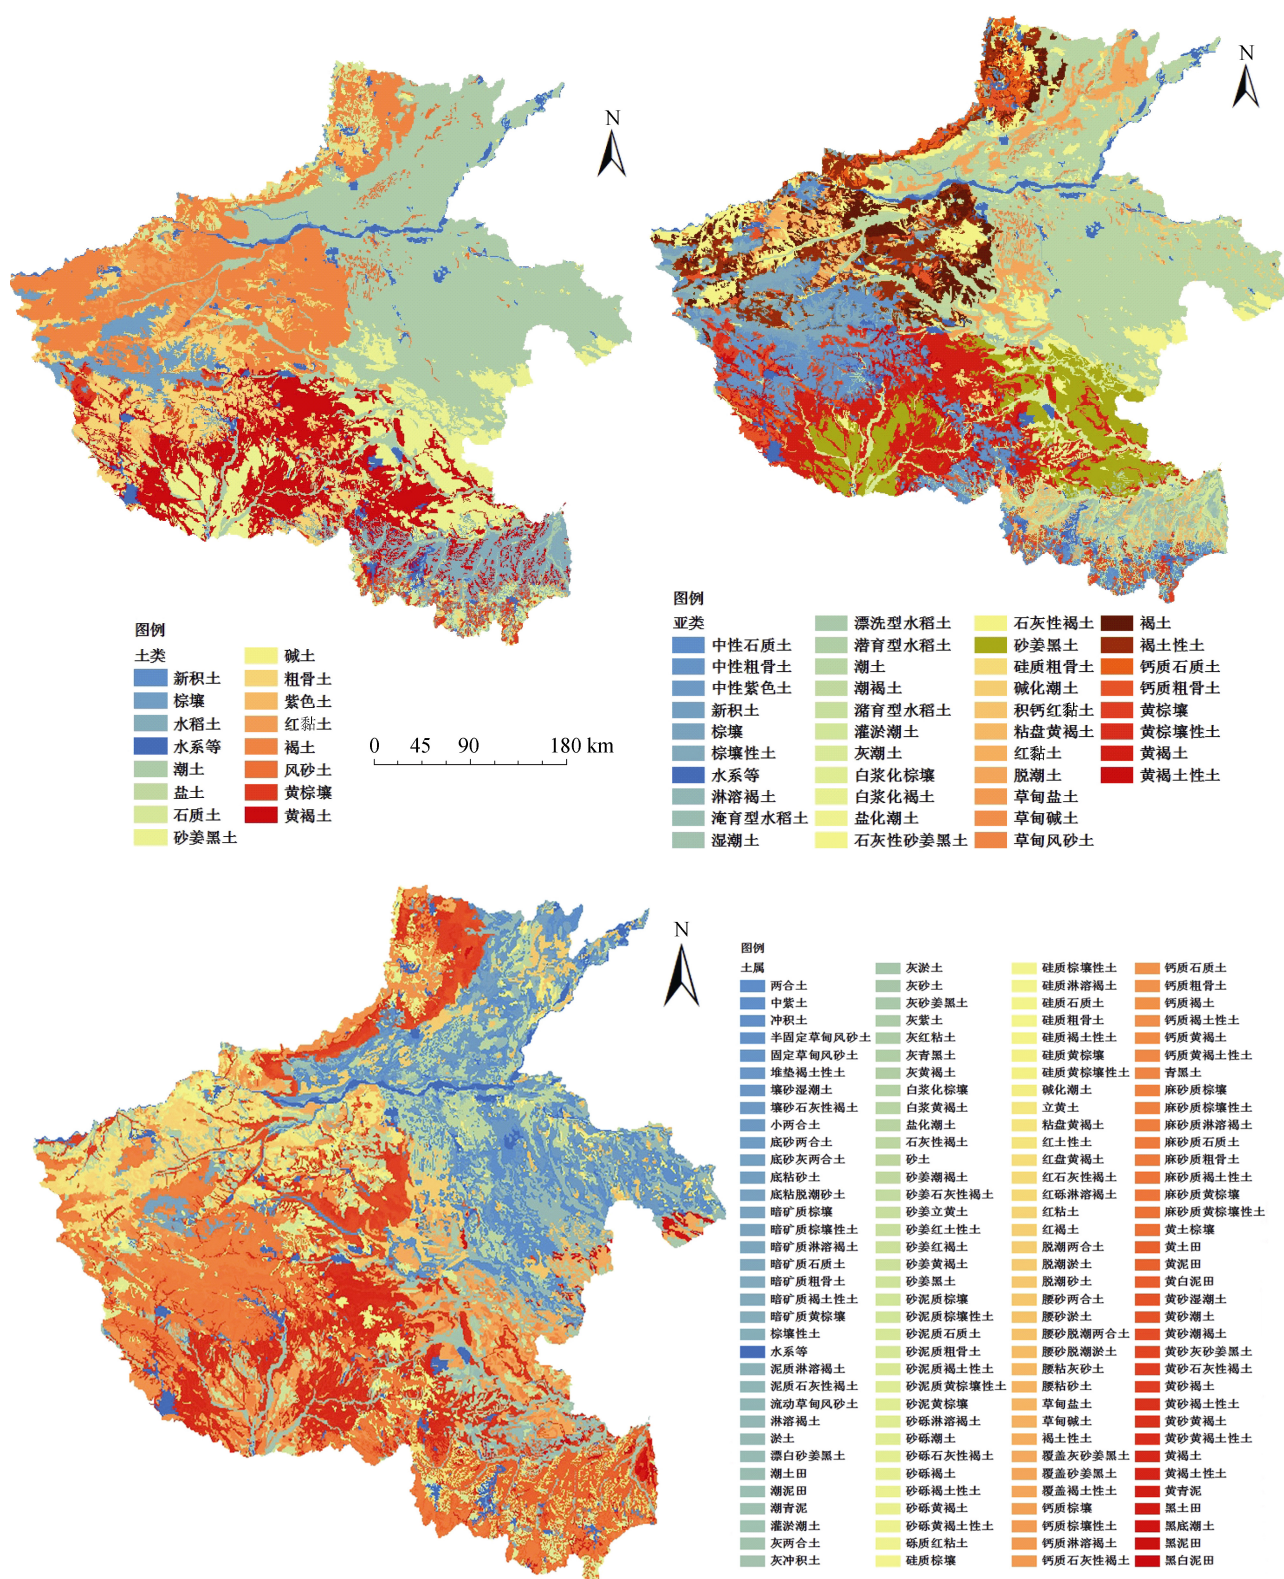 N
图例
土类
新积土
棕壤
水稻土
水系等
潮土
盐土
石质土
砂姜黑土
碱土
粗骨土
紫色土
红黏土
褐土
风砂土
黄棕壤
黄褐土
0 45 90 180 km
N
图例
亚类
中性石质土
中性粗骨土
中性紫色土
新积土
棕壤
棕壤性土
水系等
淋溶褐土
淹育型水稻土
湿潮土
漂洗型水稻土
潜育型水稻土
潮土
潮褐土
潴育型水稻土
灌淤潮土
灰潮土
白浆化棕壤
白浆化褐土
盐化潮土
石灰性砂姜黑土
石灰性褐土
砂姜黑土
硅质粗骨土
碱化潮土
积钙红黏土
粘盘黄褐土
红黏土
脱潮土
草甸盐土
草甸碱土
草甸风砂土
褐土
褐土性土
钙质石质土
钙质粗骨土
黄棕壤
黄棕壤性土
黄褐土
黄褐土性土
N
图例
土属
两合土
中紫土
冲积土
半固定草甸风砂土
固定草甸风砂土
堆垫褐土性土
壤砂湿潮土
壤砂石灰性褐土
小两合土
底砂两合土
底砂灰两合土
底粘砂土
底粘脱潮砂土
暗矿质棕壤
暗矿质棕壤性土
暗矿质淋溶褐土
暗矿质石质土
暗矿质粗骨土
暗矿质褐土性土
暗矿质黄棕壤
棕壤性土
水系等
泥质淋溶褐土
泥质石灰性褐土
流动草甸风砂土
淋溶褐土
淤土
漂白砂姜黑土
潮土田
潮泥田
潮青泥
灌淤潮土
灰两合土
灰冲积土
灰淤土
灰砂土
灰砂姜黑土
灰紫土
灰红粘土
灰青黑土
灰黄褐土
白浆化棕壤
白浆黄褐土
盐化潮土
石灰性褐土
砂土
砂姜潮褐土
砂姜石灰性褐土
砂姜立黄土
砂姜红土性土
砂姜红褐土
砂姜黄褐土
砂姜黑土
砂泥质棕壤
砂泥质棕壤性土
砂泥质石质土
砂泥质粗骨土
砂泥质褐土性土
砂泥质黄棕壤性土
砂泥黄棕壤
砂砾淋溶褐土
砂砾潮土
砂砾石灰性褐土
砂砾褐土
砂砾褐土性土
砂砾黄褐土
砂砾黄褐土性土
砾质红粘土
硅质棕壤
硅质棕壤性土
硅质淋溶褐土
硅质石质土
硅质粗骨土
硅质褐土性土
硅质黄棕壤
硅质黄棕壤性土
碱化潮土
立黄土
粘盘黄褐土
红土性土
红盘黄褐土
红石灰性褐土
红砾淋溶褐土
红粘土
红褐土
脱潮两合土
脱潮淤土
脱潮砂土
腰砂两合土
腰砂淤土
腰砂脱潮两合土
腰砂脱潮淤土
腰粘灰砂土
腰粘砂土
草甸盐土
草甸碱土
褐土性土
覆盖灰砂姜黑土
覆盖砂姜黑土
覆盖褐土性土
钙质棕壤
钙质棕壤性土
钙质淋溶褐土
钙质石灰性褐土
钙质石质土
钙质粗骨土
钙质褐土
钙质褐土性土
钙质黄褐土
钙质黄褐土性土
青黑土
麻砂质棕壤
麻砂质棕壤性土
麻砂质淋溶褐土
麻砂质石质土
麻砂质粗骨土
麻砂质褐土性土
麻砂质黄棕壤
麻砂质黄棕壤性土
黄土棕壤
黄土田
黄泥田
黄白泥田
黄砂湿潮土
黄砂潮土
黄砂潮褐土
黄砂灰砂姜黑土
黄砂石灰性褐土
黄砂褐土
黄砂褐土性土
黄砂黄褐土
黄砂黄褐土性土
黄褐土
黄褐土性土
黄青泥
黑土田
黑底潮土
黑泥田
黑白泥田